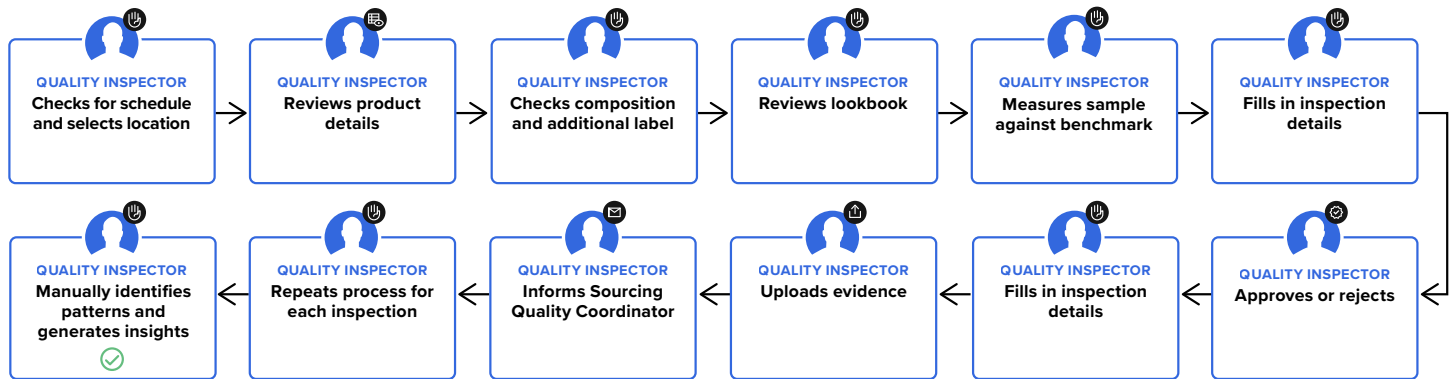 QUALITY INSPECTOR
Checks for schedule
and selects location
QUALITY INSPECTOR
Reviews product
details
QUALITY INSPECTOR
Checks composition
and additional label
QUALITY INSPECTOR
Reviews lookbook
QUALITY INSPECTOR
Measures sample
against benchmark
QUALITY INSPECTOR
Fills in inspection
details
QUALITY INSPECTOR
Approves or rejects
QUALITY INSPECTOR
Fills in inspection
details
QUALITY INSPECTOR
Uploads evidence
QUALITY INSPECTOR
Informs Sourcing
Quality Coordinator
QUALITY INSPECTOR
Repeats process for
each inspection
QUALITY INSPECTOR
Manually identifies
patterns and
generates insights